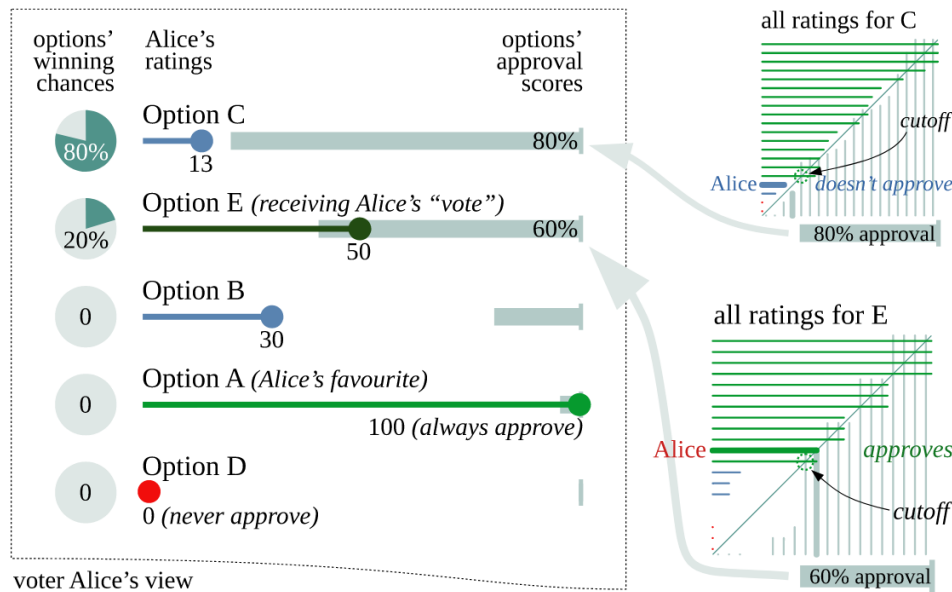 options'
winning
chances
Alice's
ratings
options'
approval
scores
Option C
80%
13
80%
Option E (receiving Alice's “vote”)
20%
50
60%
Option B
0
30
Option A (Alice's favourite)
0
100 (always approve)
Option D
0
0 (never approve)
voter Alice's view
all ratings for C
cutoff
Alice
doesn't approve
80% approval
all ratings for E
Alice
approves
cutoff
60% approval